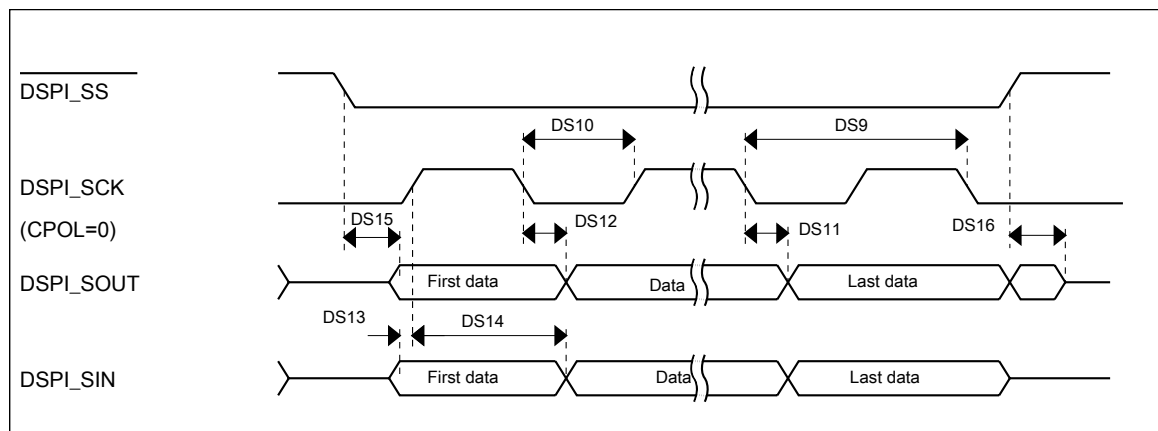 DSPI_SS
DS10 DS9
DSPI_SCK
DS15 DS12 DS11 DS16
(CPOL=0)
DSPI_SOUT First data Data Last data
DS13 DS14
DSPI_SIN First data Data Last data